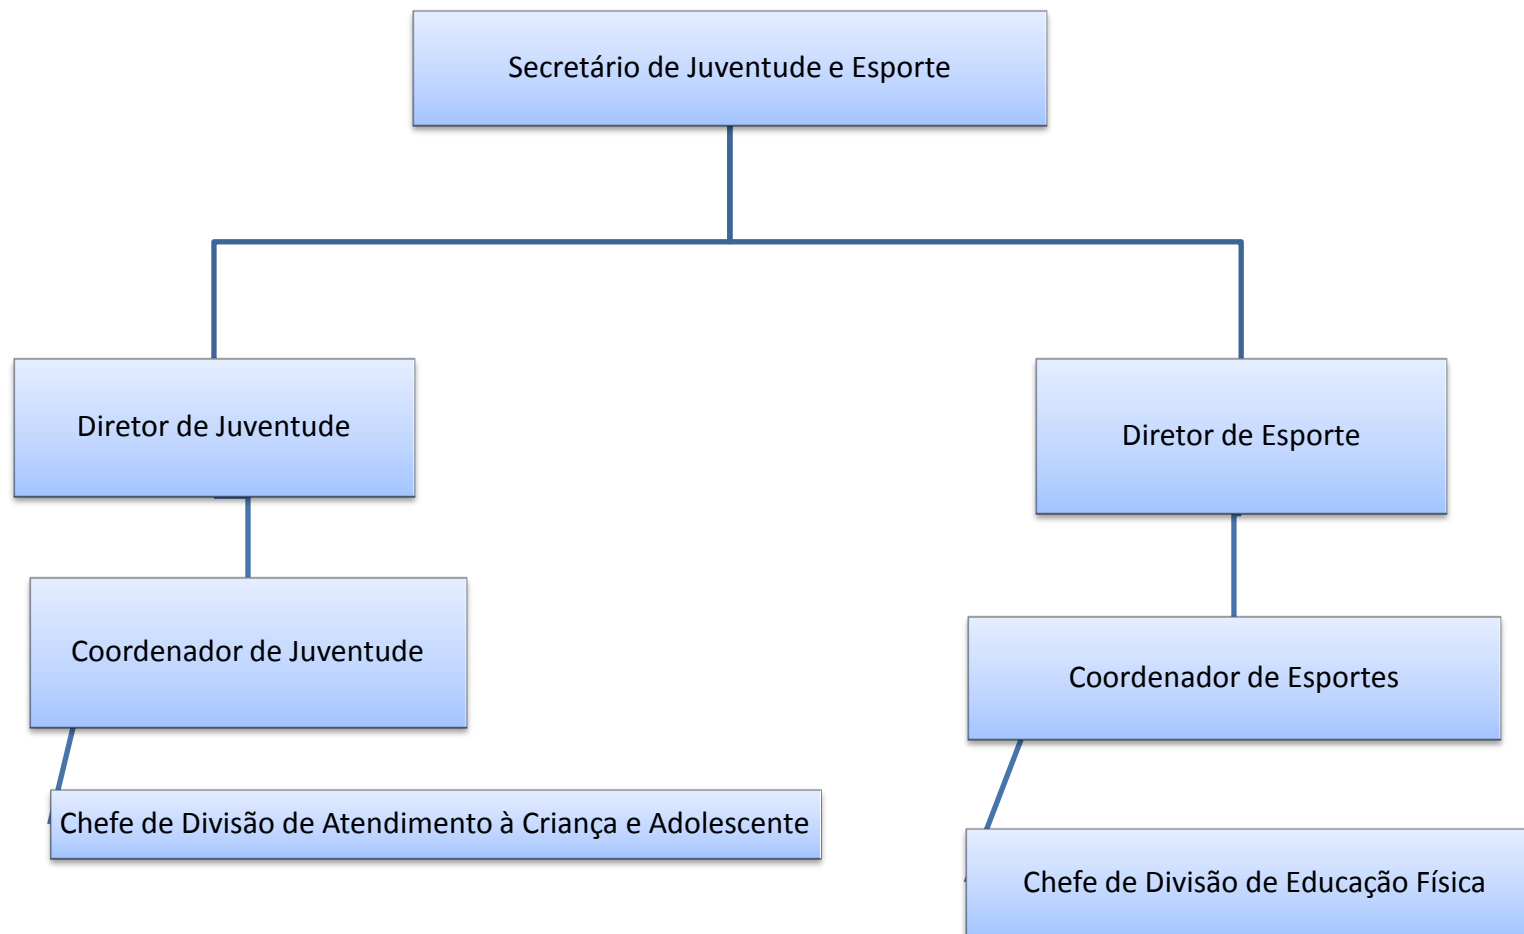 Secretário de Juventude e Esporte
Diretor de Juventude
Diretor de Esporte
Coordenador de Juventude
Coordenador de Esportes
Chefe de Divisão de Atendimento à Criança e Adolescente
Chefe de Divisão de Educação Física